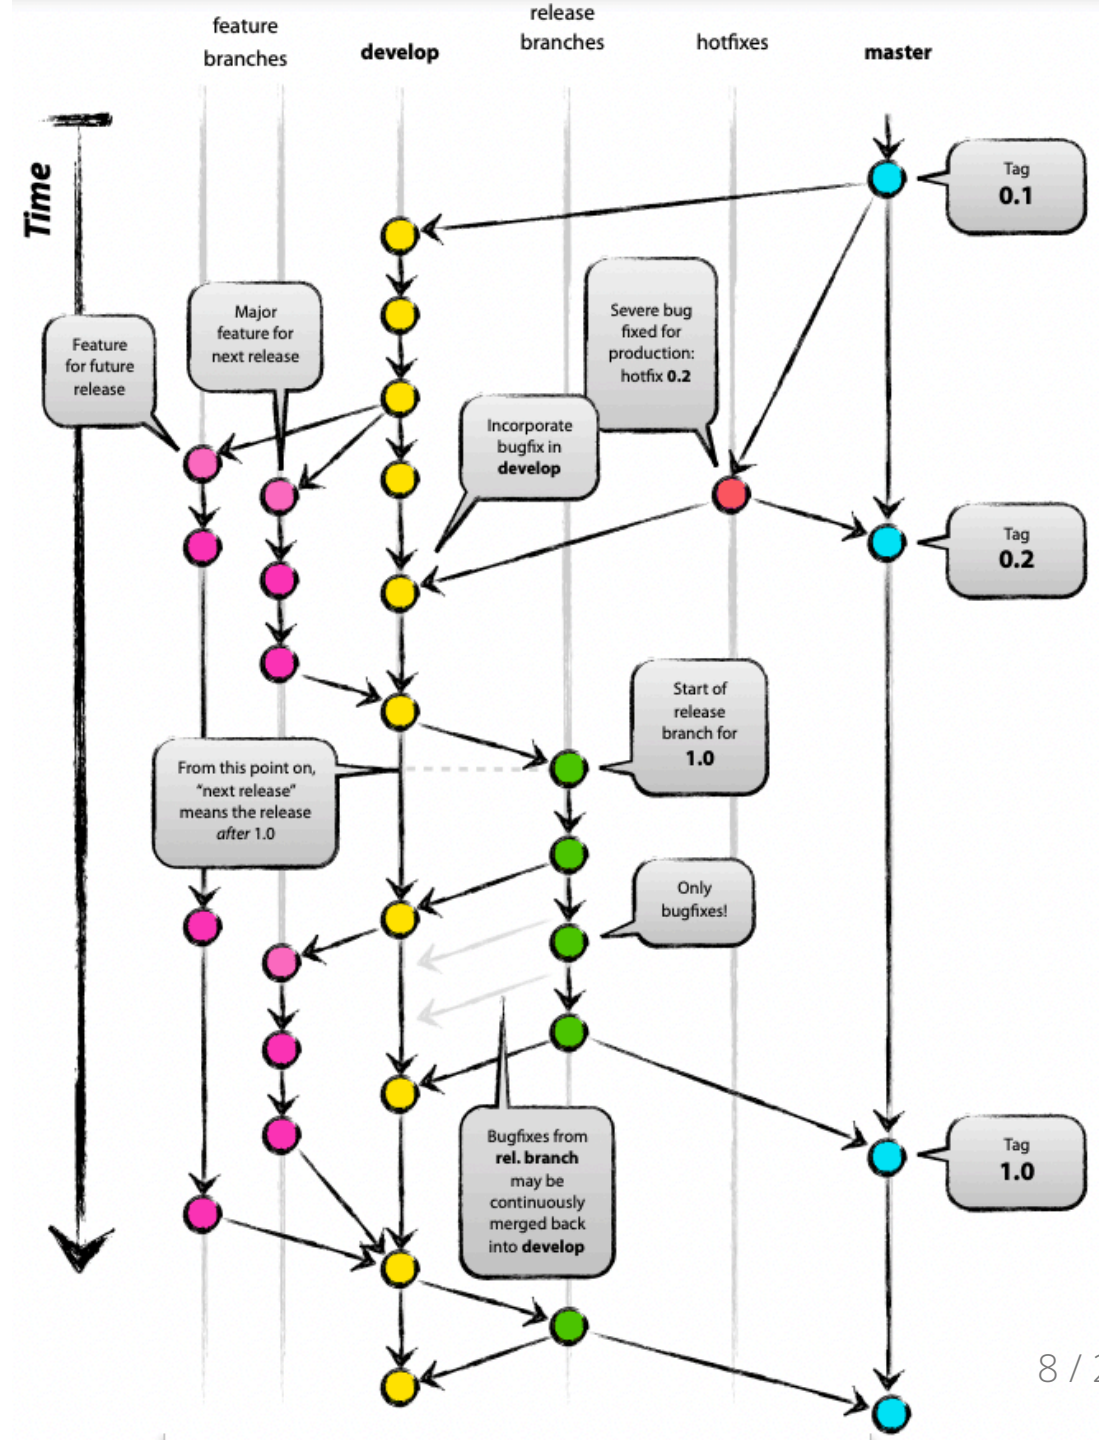 feature
branches
develop
release
branches
hotfixes
master
Time
Tag
0.1
Major
feature for
next release
Feature
for future
release
Severe bug
fixed for
production:
hotfix 0.2
Incorporate
bugfix in
develop
Tag
0.2
Start of
release
branch for
1.0
From this point on,
“next release”
means the release
after 1.0
Only
bugfixes!
Bugfixes from
rel. branch
may be
continuously
merged back
into develop
Tag
1.0
8 / 2